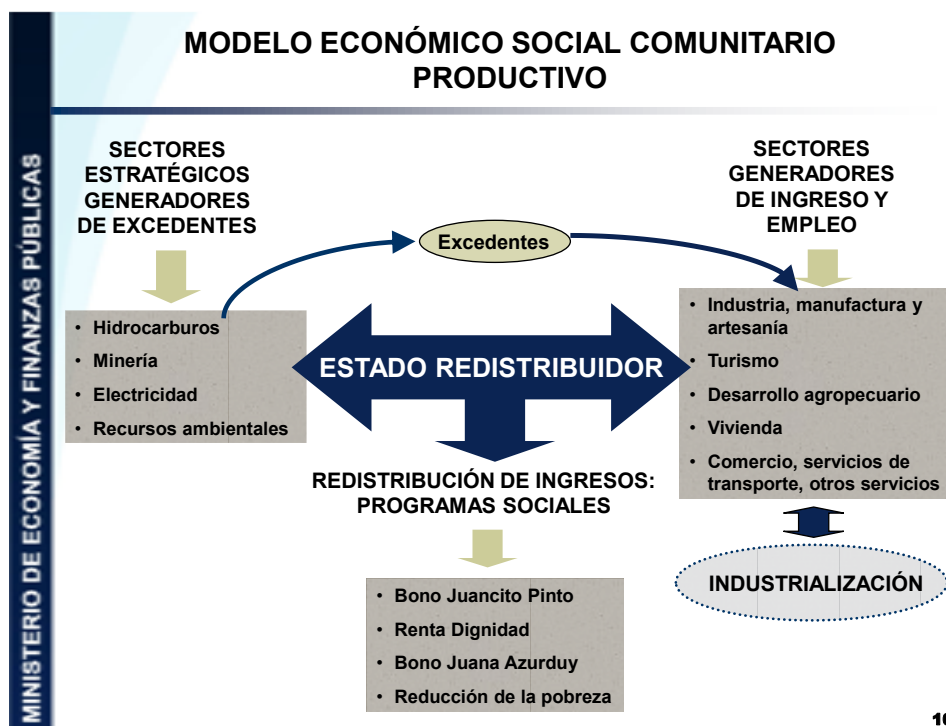 MODELO ECONÓMICO SOCIAL COMUNITARIO
PRODUCTIVO
MINISTERIO DE ECONOMÍA Y FINANZAS PÚBLICAS
SECTORES
ESTRATÉGICOS
GENERADORES
DE EXCEDENTES
SECTORES
GENERADORES
DE INGRESO Y
EMPLEO
Excedentes
• Hidrocarburos
• Minería
• Electricidad
• Recursos ambientales
ESTADO REDISTRIBUIDOR
• Industria, manufactura y
artesanía
• Turismo
• Desarrollo agropecuario
• Vivienda
• Comercio, servicios de
transporte, otros servicios
REDISTRIBUCIÓN DE INGRESOS:
PROGRAMAS SOCIALES
INDUSTRIALIZACIÓN
• Bono Juancito Pinto
• Renta Dignidad
• Bono Juana Azurduy
• Reducción de la pobreza